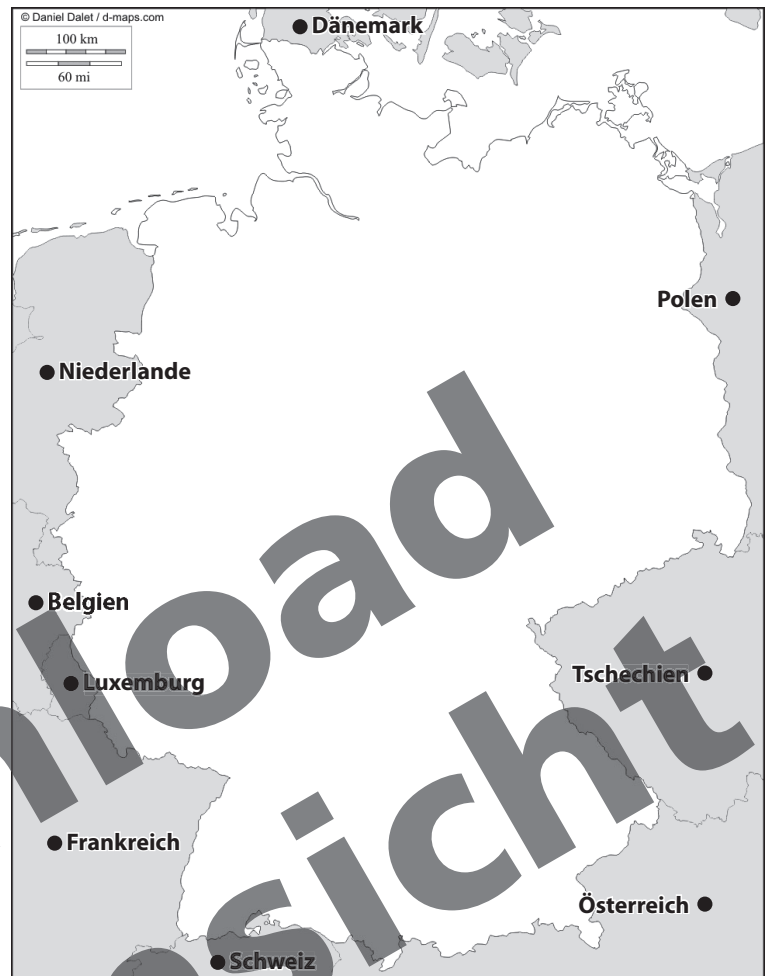 © Daniel Dalet / d-maps.com
Dänemark
100 km
60 mi
Polen
Niederlande
load
Belgien
Tschechien
Luxemburg
sicht
Frankreich
Österreich
Schweiz